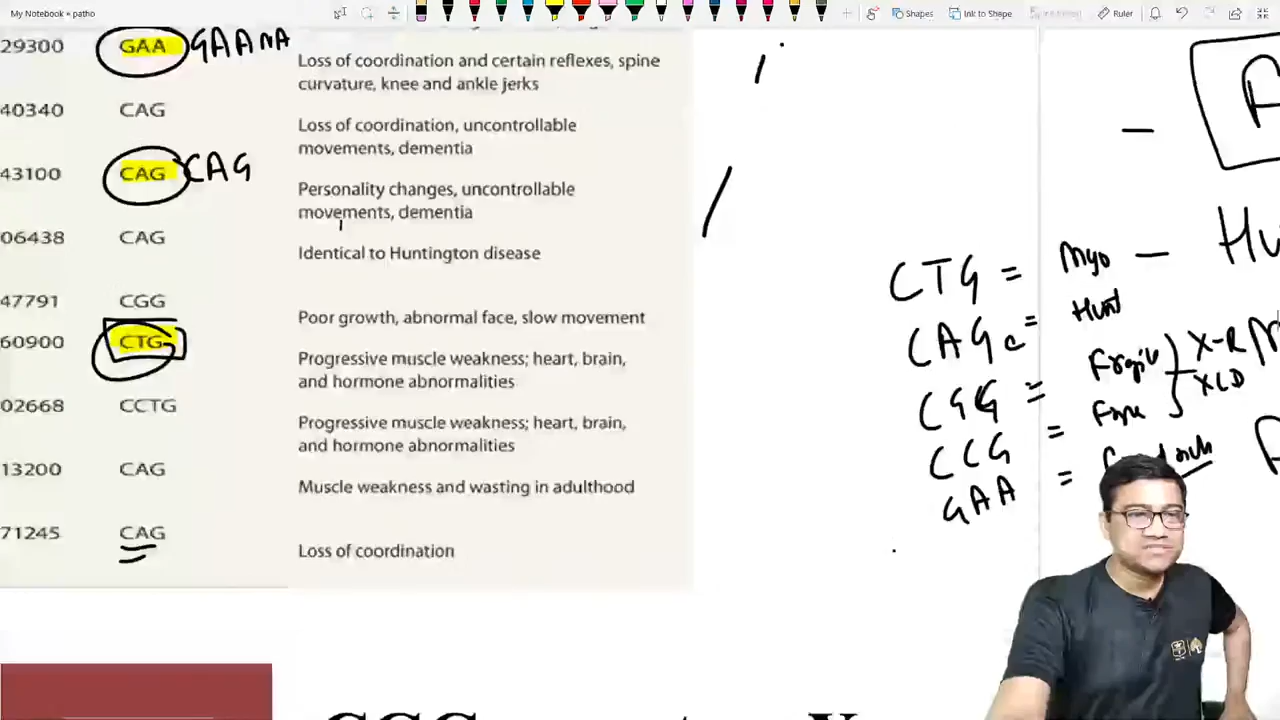 My Notebook » patho
Shapes
Ink to Shape
Ruler
29300 GAA GAANA
Loss of coordination and certain reflexes, spine
curvature, knee and ankle jerks
40340 CAG
Loss of coordination, uncontrollable
movements, dementia
43100 CAG CAG
Personality changes, uncontrollable
movements, dementia
06438 CAG
Identical to Huntington disease
47791 CGG
Poor growth, abnormal face, slow movement
60900 CTG
Progressive muscle weakness; heart, brain,
and hormone abnormalities
02668 CCTG
Progressive muscle weakness; heart, brain,
and hormone abnormalities
13200 CAG
Muscle weakness and wasting in adulthood
71245 CAG
Loss of coordination
CTG = Myo
CAG = Hunt
CGG = X-R
XLD
CCG =
GAA =
– Hu